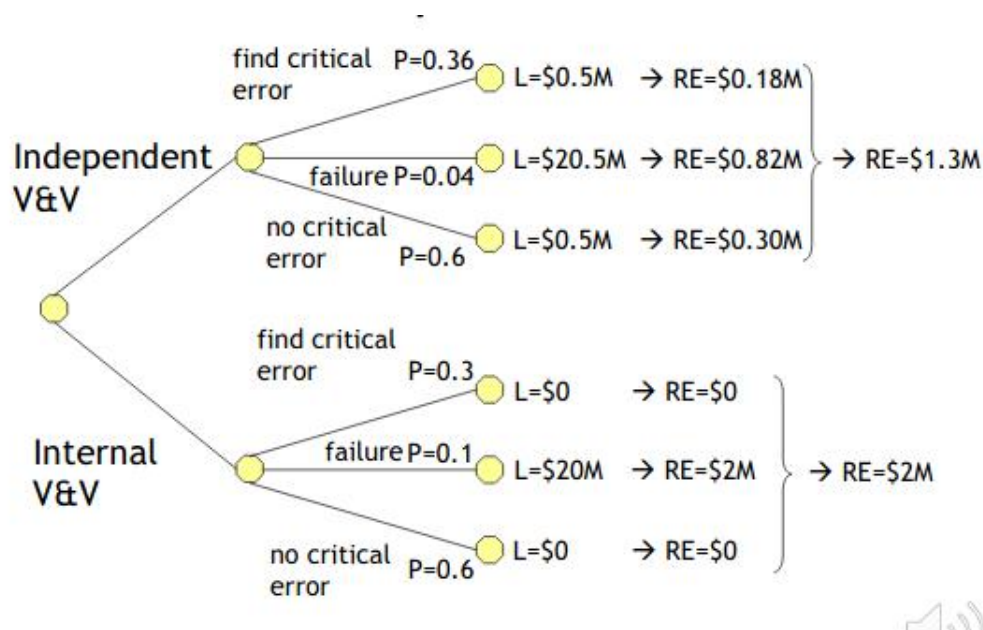 find critical P=0.36
error
L=$0.5M → RE=$0.18M
Independent
V&V
failure P=0.04
L=$20.5M → RE=$0.82M
→ RE=$1.3M
no critical
error P=0.6
L=$0.5M → RE=$0.30M
find critical
error P=0.3
L=$0 → RE=$0
Internal
V&V
failure P=0.1
L=$20M → RE=$2M
→ RE=$2M
no critical
error P=0.6
L=$0 → RE=$0